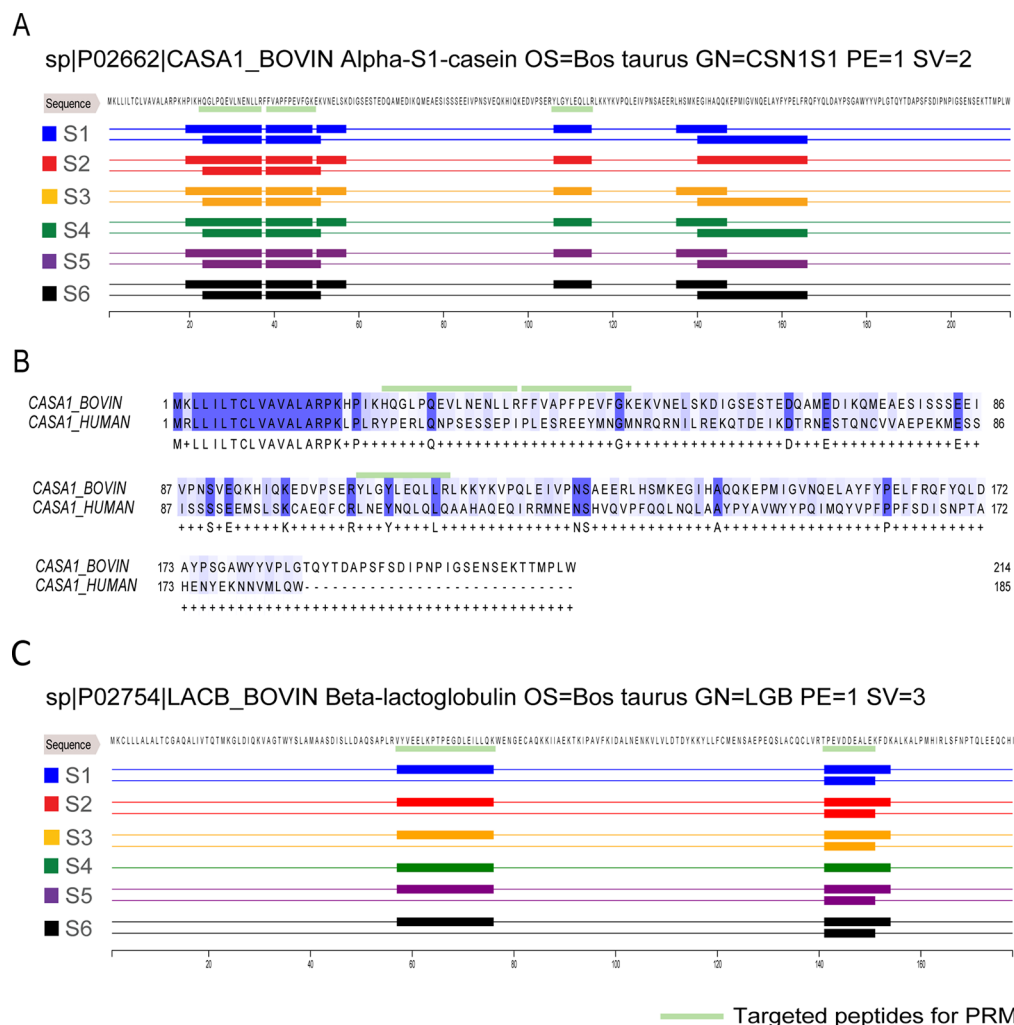 A
sp|P02662|CASA1_BOVIN Alpha-S1-casein OS=Bos taurus GN=CSN1S1 PE=1 SV=2
Sequence MKLLILTCLVAVALARPKHPIKHQGLPQEVLNENLLRFFVAPFPEVFGKEKVNELSKDIGSESTEDQAMEDIKQMEAESISSSEEIVPNSVEQKHIQKEDVPSERYLGYLEQLLRLKKYKVPQLEIVPNSAEERLHSMKEGIHAQQKEPMIGVNQELAYFYPELFRQFYQLDAYPSGAWYYVPLGTQYTDAPSFSDIPNPIGSENSEKTTMPLW
S1
S2
S3
S4
S5
S6
20 40 60 80 100 120 140 160 180 200
B
CASA1_BOVIN 1 MKLLILTCLVAVALARPKHPIKHQGLPQEVLNENLLRFFVAPFPEVFGKEKVNELSKDIGSESTEDQAMEDIKQMEAESISSSEEI 86
CASA1_HUMAN 1 MRLLILTCLVAVALARPKLPLRYPERLQNPSESSEPIPLESREEYMNGMNRQRNILREKQTDEIKDTRNESTQNCVVAEPEKMESS 86
M+LLILTCLVAVALARPK+P++++++++Q++++++++++++++++++G+++++++++++++++++D+++E++++++++++++++E++
CASA1_BOVIN 87 VPNSVEQKHIQKEDVPSERYLGYLEQLLRLKKYKVPQLEIVPNSAEERLHSMKEGIHAQQKEPMIGVNQELAYFYPELFRQFYQLD 172
CASA1_HUMAN 87 ISSSSEEMSLSKCAEQFCRLNEYNQLQLQAAHAQEQIRRMNENSHVQVPFQQLNQLAAYPYAVWYYPQIMQYVPFPPFSDISNPTA 172
+++S+E+++++K++++++R+++Y++++L+++++++++++++NS++++++++++++++A++++++++++++++++++P++++++++++
CASA1_BOVIN 173 AYPSGAWYYVPLGTQYTDAPSFSDIPNPIGSENSEKTTMPLW 214
CASA1_HUMAN 173 HENYEKNNVMLQW----------------------------- 185
++++++++++++++++++++++++++++++++++++++++++
C
sp|P02754|LACB_BOVIN Beta-lactoglobulin OS=Bos taurus GN=LGB PE=1 SV=3
Sequence MKCLLLALALTCGAQALIVTQTMKGLDIQKVAGTWYSLAMAASDISLLDAQSAPLRVYVEELKPTPEGDLEILLQKWENGECAQKKIIAEKTKIPAVFKIDALNENKVLVLDTDYKKYLLFCMENSAEPEQSLACQCLVRTPEVDDEALEKFDKALKALPMHIRLSFNPTQLEEQCHI
S1
S2
S3
S4
S5
S6
20 40 60 80 100 120 140 160
Targeted peptides for PRM